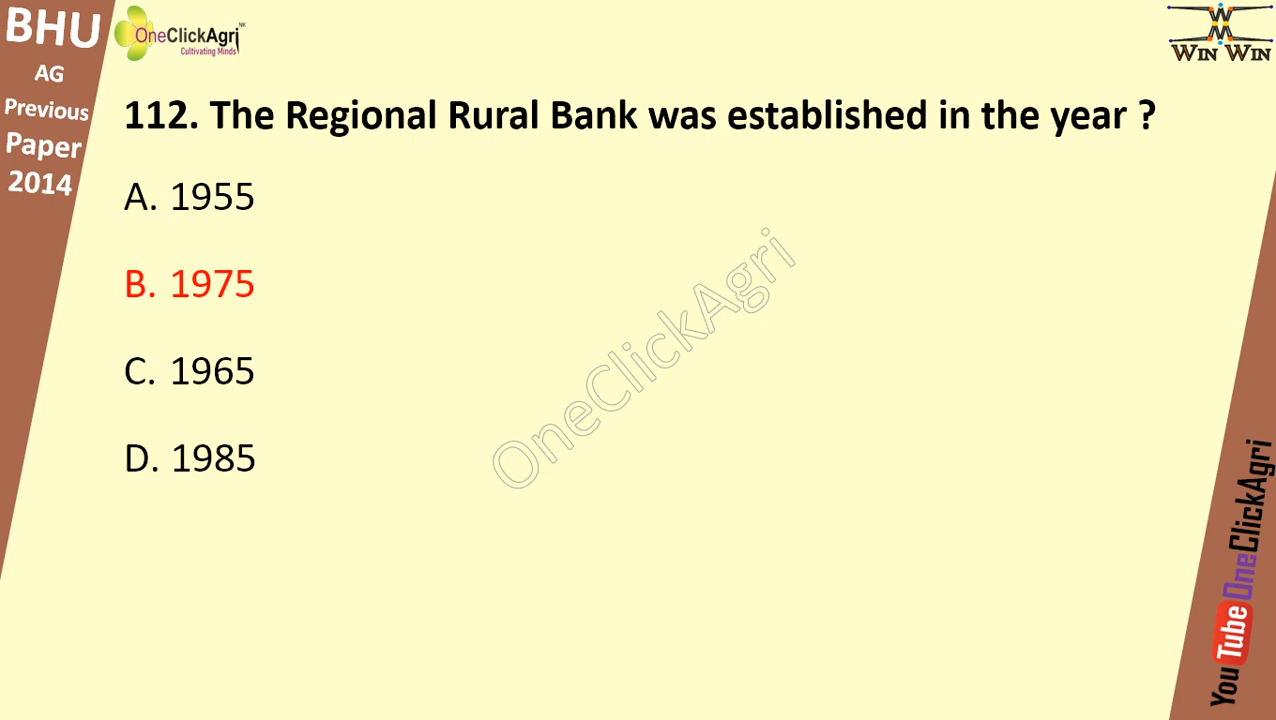 BHU
AG
Previous
Paper
2014
OneClickAgri
NK
Cultivating Minds
WIN WIN
112. The Regional Rural Bank was established in the year ?
A. 1955
B. 1975
C. 1965
D. 1985
OneClickAgri
YouTube OneClickAgri